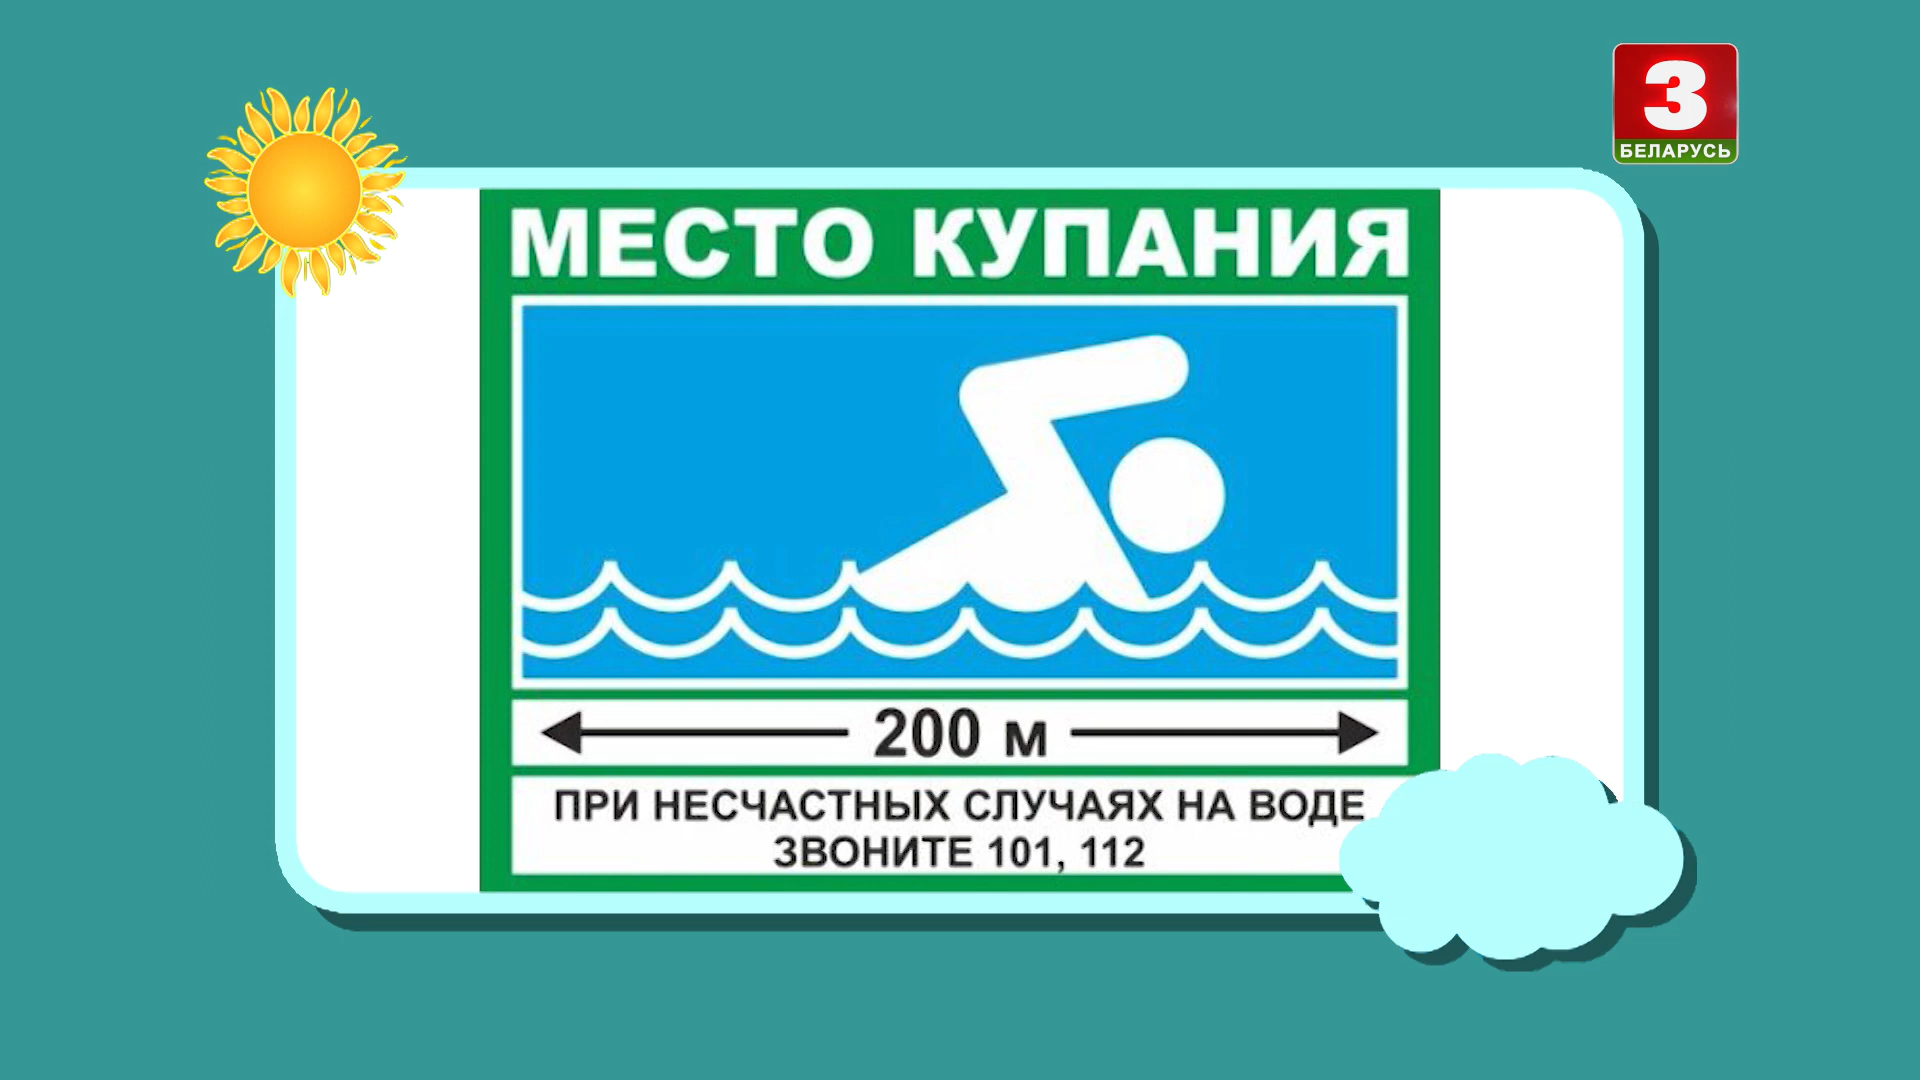 3
БЕЛАРУСЬ
МЕСТО КУПАНИЯ
200 м
ПРИ НЕСЧАСТНЫХ СЛУЧАЯХ НА ВОДЕ
ЗВОНИТЕ 101, 112